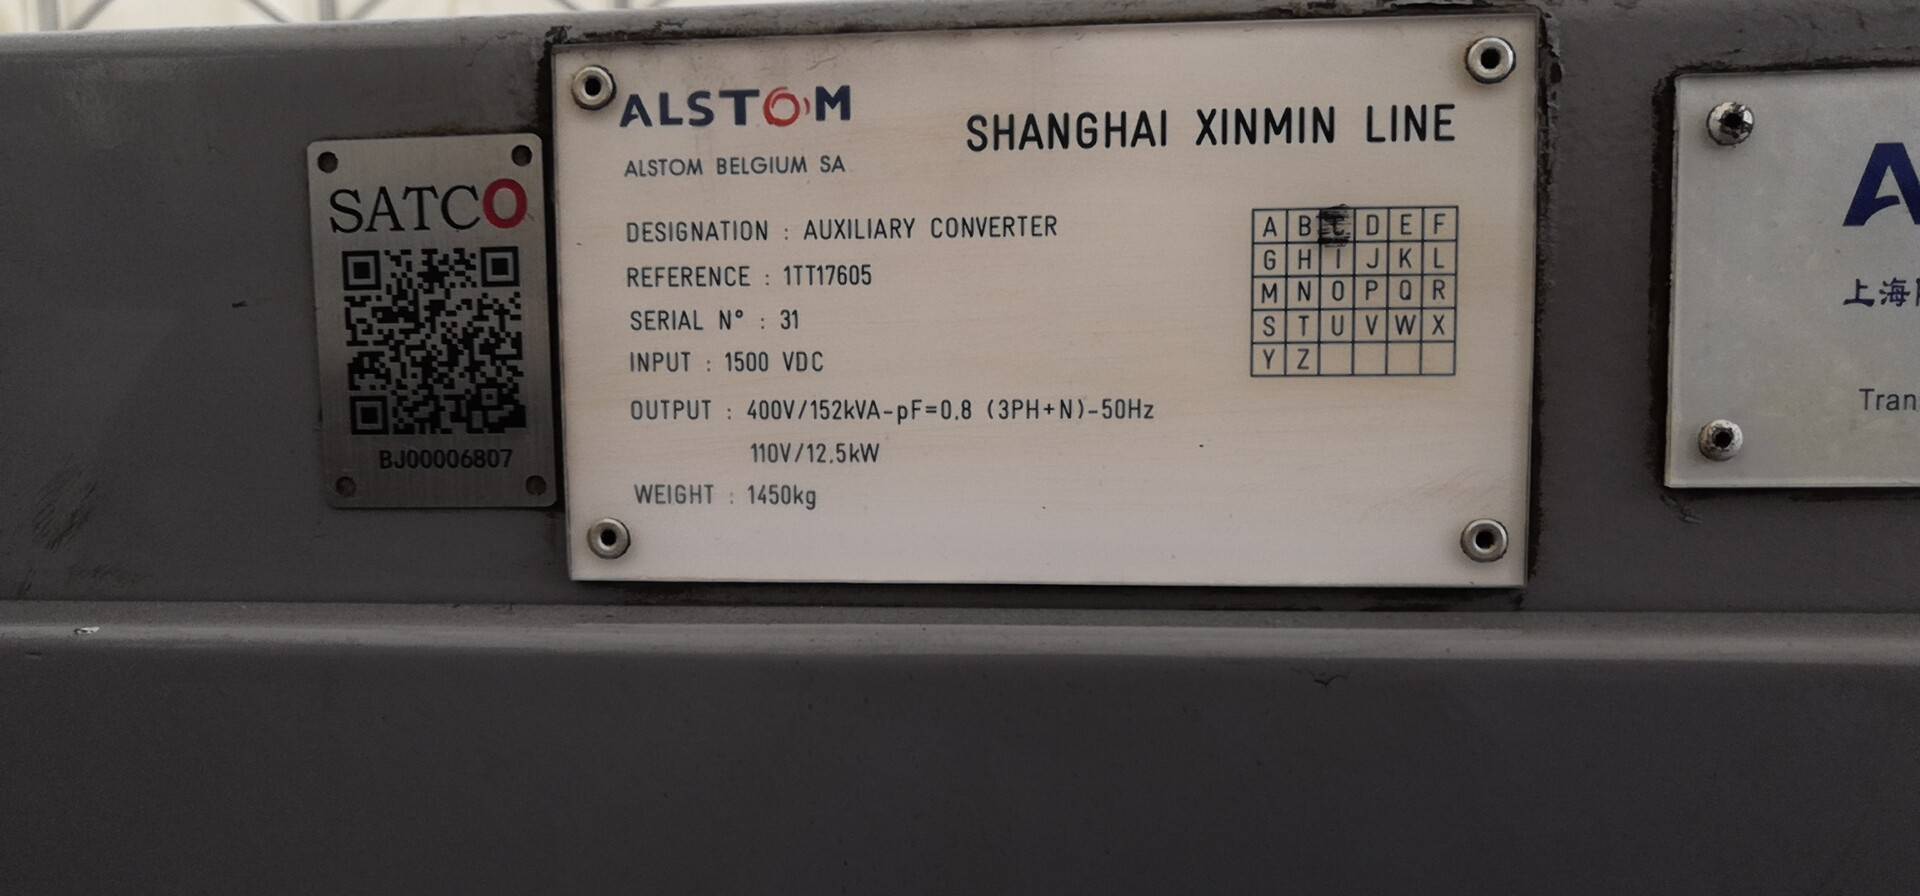 SATCO
BJ00006807
ALSTOM
ALSTOM BELGIUM SA
SHANGHAI XINMIN LINE
DESIGNATION : AUXILIARY CONVERTER
REFERENCE : 1TT17605
SERIAL N° : 31
INPUT : 1500 VDC
OUTPUT : 400V/152kVA-pF=0.8 (3PH+N)-50Hz
110V/12.5kW
WEIGHT : 1450kg
A B C D E F
G H I J K L
M N O P Q R
S T U V W X
Y Z
A
上海
Tran